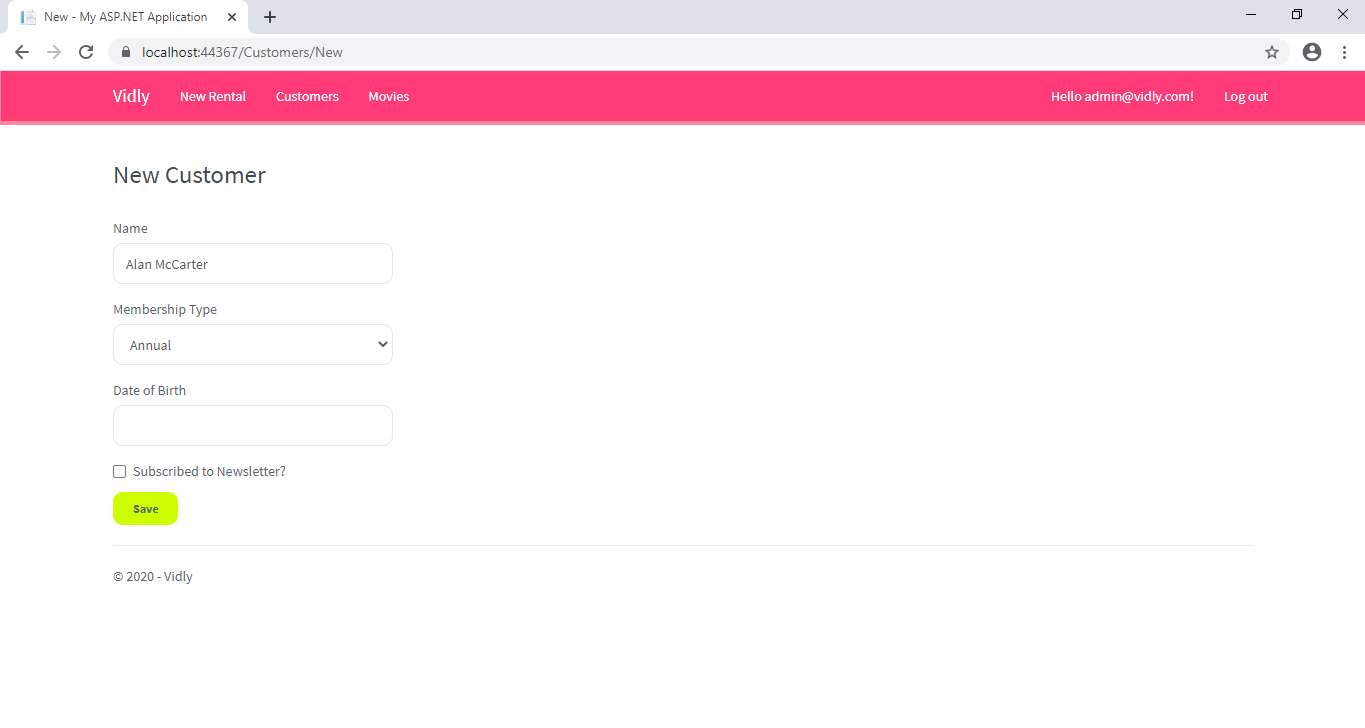 New - My ASP.NET Application
localhost:44367/Customers/New
Vidly New Rental Customers Movies Hello admin@vidly.com! Log out
New Customer
Name
Alan McCarter
Membership Type
Annual
Date of Birth
Subscribed to Newsletter?
Save
© 2020 - Vidly